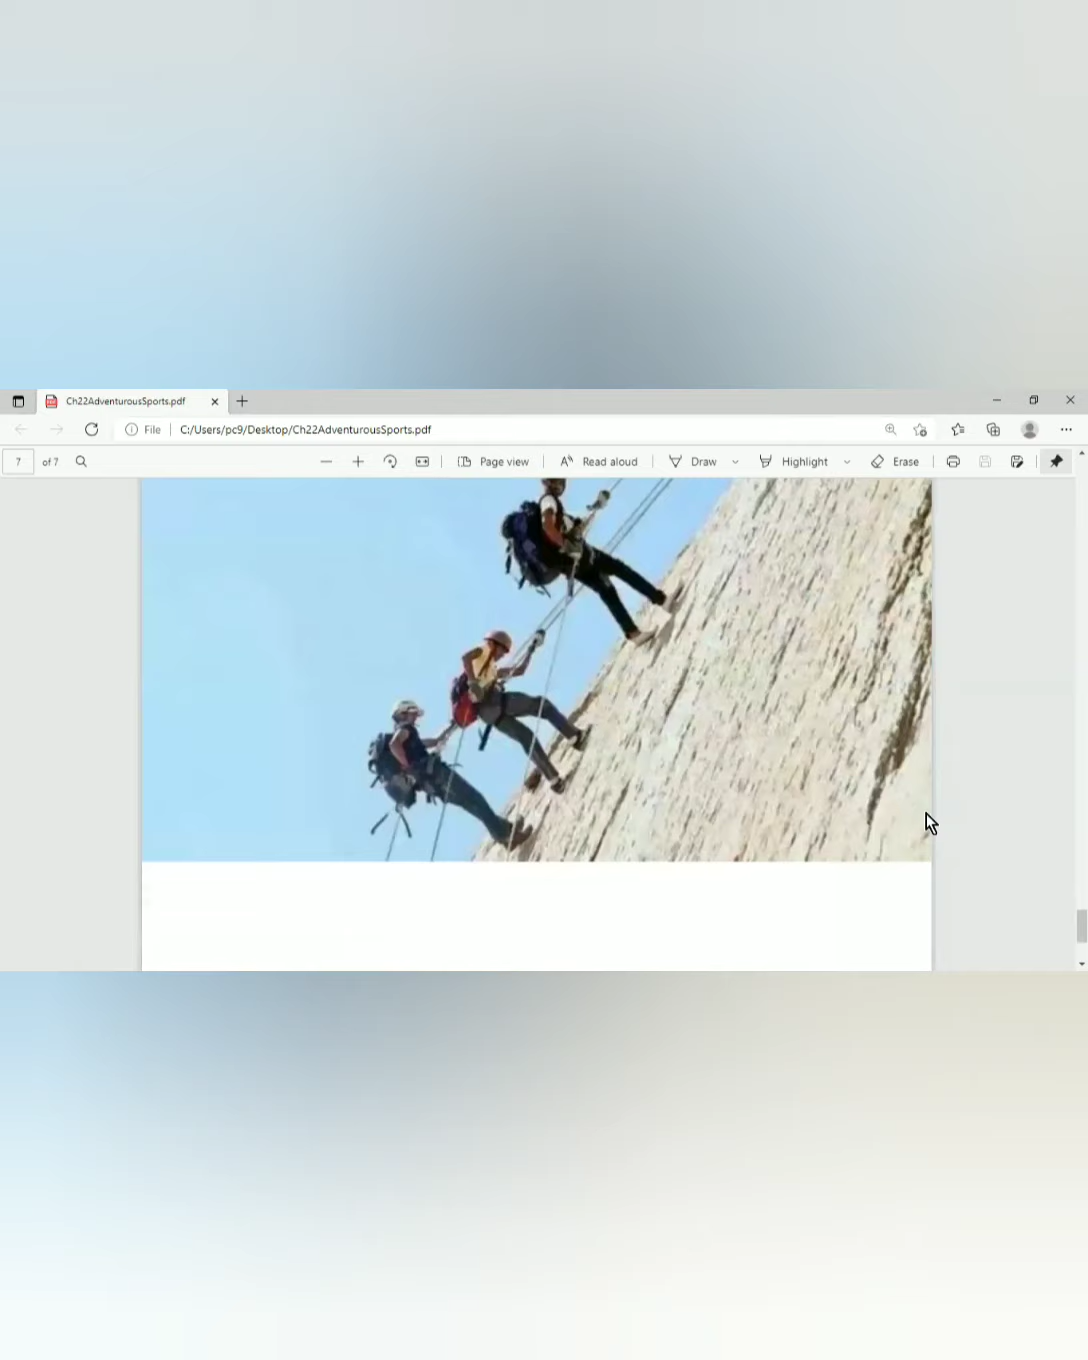 Ch22AdventurousSports.pdf
File C:/Users/pc9/Desktop/Ch22AdventurousSports.pdf
7 of 7 Page view Read aloud Draw Highlight Erase